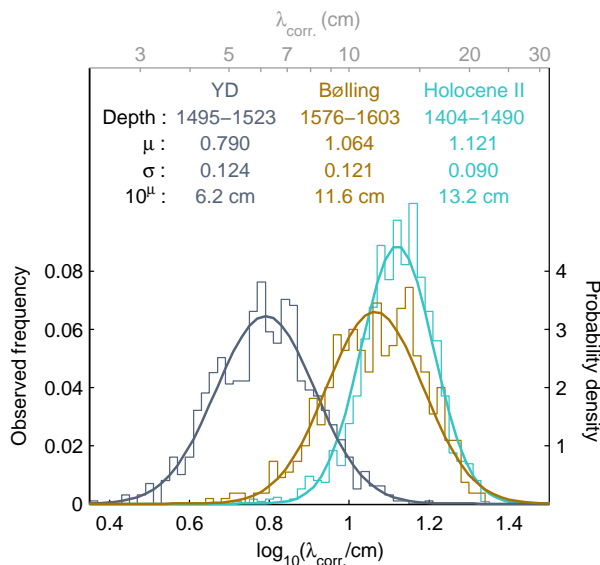 λcorr. (cm)
3 5 7 10 20 30
YD Bølling Holocene II
Depth : 1495–1523 1576–1603 1404–1490
μ : 0.790 1.064 1.121
σ : 0.124 0.121 0.090
10^μ : 6.2 cm 11.6 cm 13.2 cm
Observed frequency
0.08
0.06
0.04
0.02
0
4
3
2
1
Probability density
0.4 0.6 0.8 1 1.2 1.4
log10(λcorr./cm)